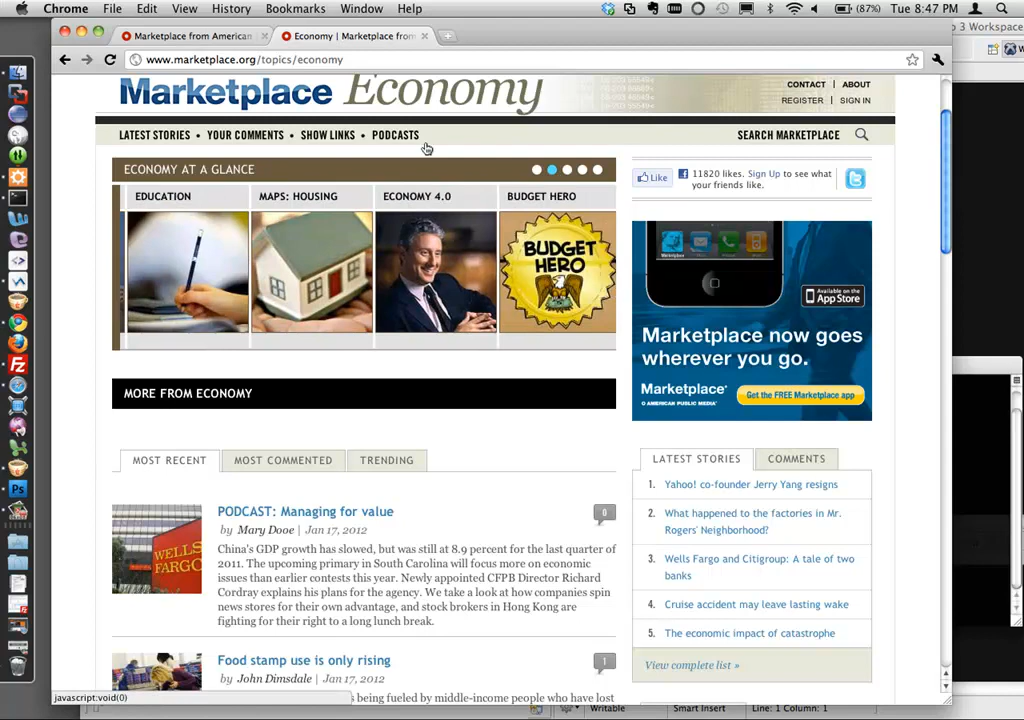 Chrome File Edit View History Bookmarks Window Help (87%) Tue 8:47 PM
Marketplace from American
Economy | Marketplace from
3 Workspace
www.marketplace.org/topics/economy
Marketplace Economy
CONTACT | ABOUT
REGISTER | SIGN IN
LATEST STORIES • YOUR COMMENTS • SHOW LINKS • PODCASTS
SEARCH MARKETPLACE
ECONOMY AT A GLANCE
EDUCATION
MAPS: HOUSING
ECONOMY 4.0
BUDGET HERO
BUDGET
HERO
Like
11820 likes. Sign Up to see what
your friends like.
Available on the
App Store
Marketplace now goes
wherever you go.
Marketplace
© AMERICAN PUBLIC MEDIA
Get the FREE Marketplace app
MORE FROM ECONOMY
MOST RECENT
MOST COMMENTED
TRENDING
WELLS
FARGO
PODCAST: Managing for value
0
by Mary Dooe | Jan 17, 2012
China's GDP growth has slowed, but was still at 8.9 percent for the last quarter of
2011. The upcoming primary in South Carolina will focus more on economic
issues than earlier contests this year. Newly appointed CFPB Director Richard
Cordray explains his plans for the agency. We take a look at how companies spin
news stores for their own advantage, and stock brokers in Hong Kong are
fighting for their right to a long lunch break.
Food stamp use is only rising
1
by John Dimsdale | Jan 17, 2012
s being fueled by middle-income people who have lost
LATEST STORIES
COMMENTS
1. Yahoo! co-founder Jerry Yang resigns
2. What happened to the factories in Mr.
Rogers' Neighborhood?
3. Wells Fargo and Citigroup: A tale of two
banks
4. Cruise accident may leave lasting wake
5. The economic impact of catastrophe
View complete list »
javascript:void(0)
Writable
Smart Insert
Line: 1 Column: 1